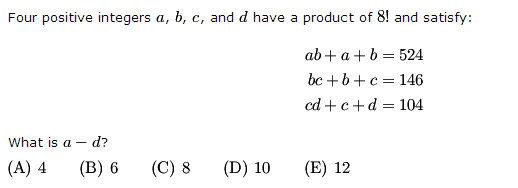 Four positive integers a, b, c, and d have a product of 8! and satisfy:
ab + a + b = 524
bc + b + c = 146
cd + c + d = 104
What is a − d?
(A) 4 (B) 6 (C) 8 (D) 10 (E) 12